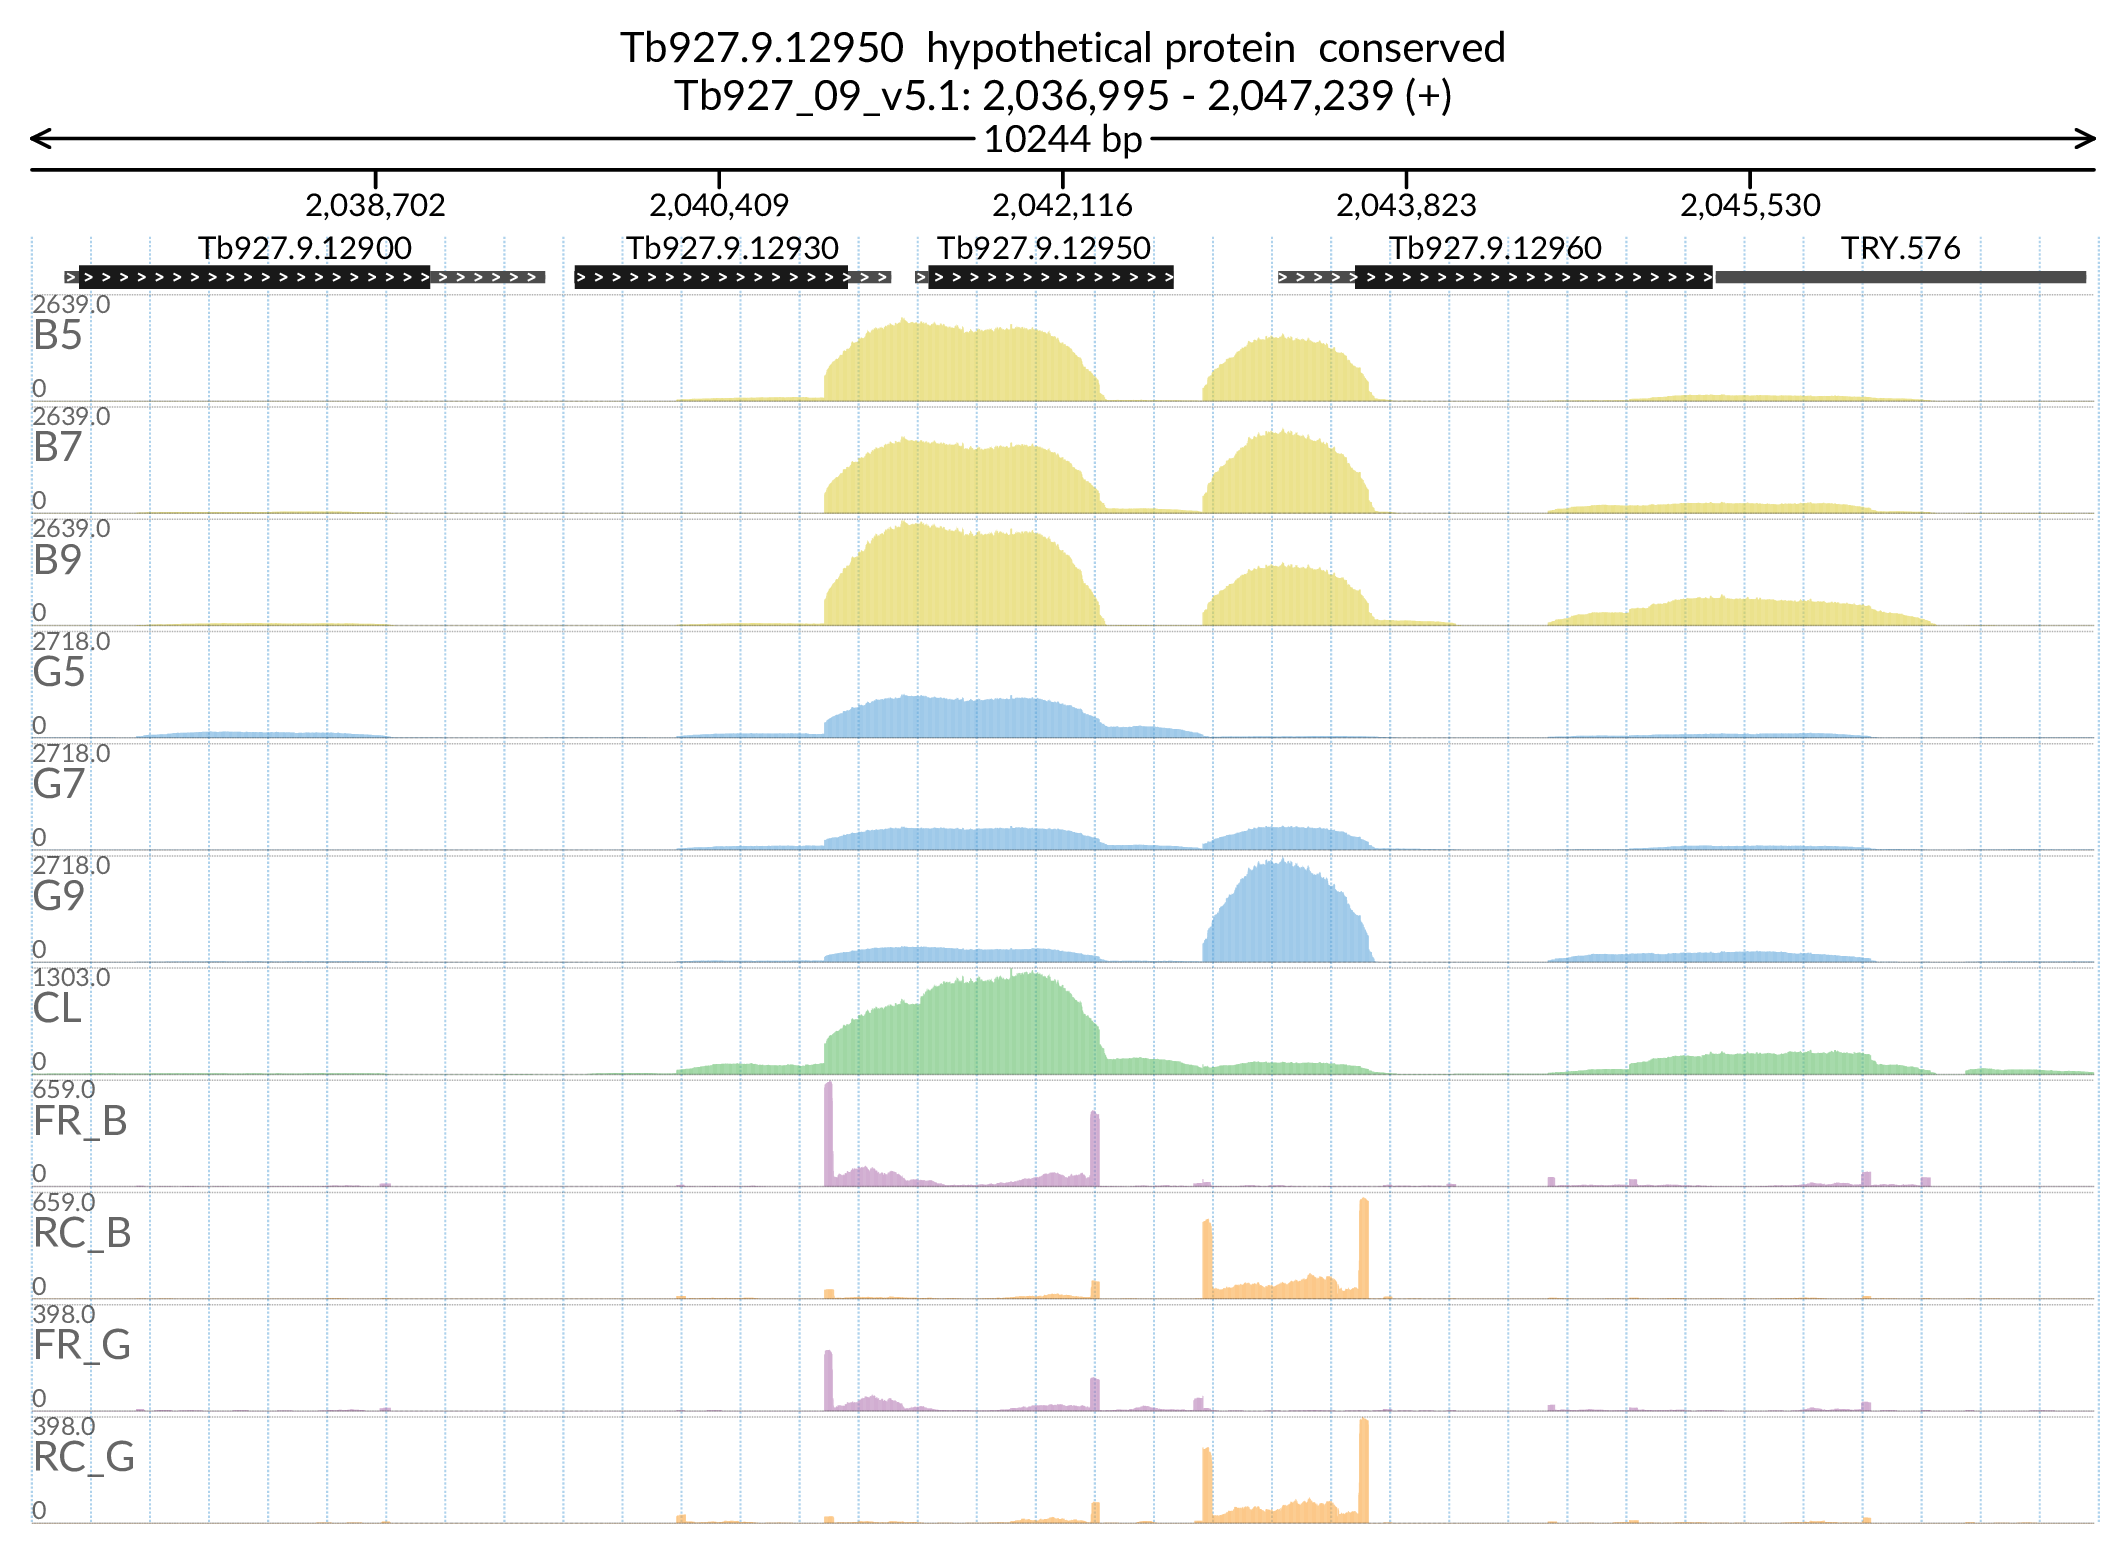 Tb927.9.12950  hypothetical protein  conserved
Tb927_09_v5.1: 2,036,995 - 2,047,239 (+)
10244 bp
2,038,702 2,040,409 2,042,116 2,043,823 2,045,530
Tb927.9.12900 Tb927.9.12930 Tb927.9.12950 Tb927.9.12960 TRY.576
2639.0
B5
0
2639.0
B7
0
2639.0
B9
0
2718.0
G5
0
2718.0
G7
0
2718.0
G9
0
1303.0
CL
0
659.0
FR_B
0
659.0
RC_B
0
398.0
FR_G
0
398.0
RC_G
0